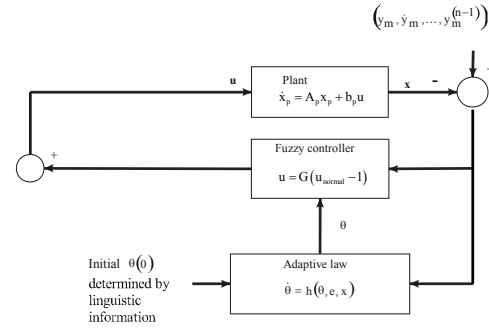 (y_m, ẏ_m, ..., y_m^(n−1))
Plant
u
ẋ_p = A_p x_p + b_p u
x
−
Fuzzy controller
+
u = G(u_normal −1)
θ
Initial θ(0)
Adaptive law
determined by
θ̇ = h(θ, e, x)
linguistic
information